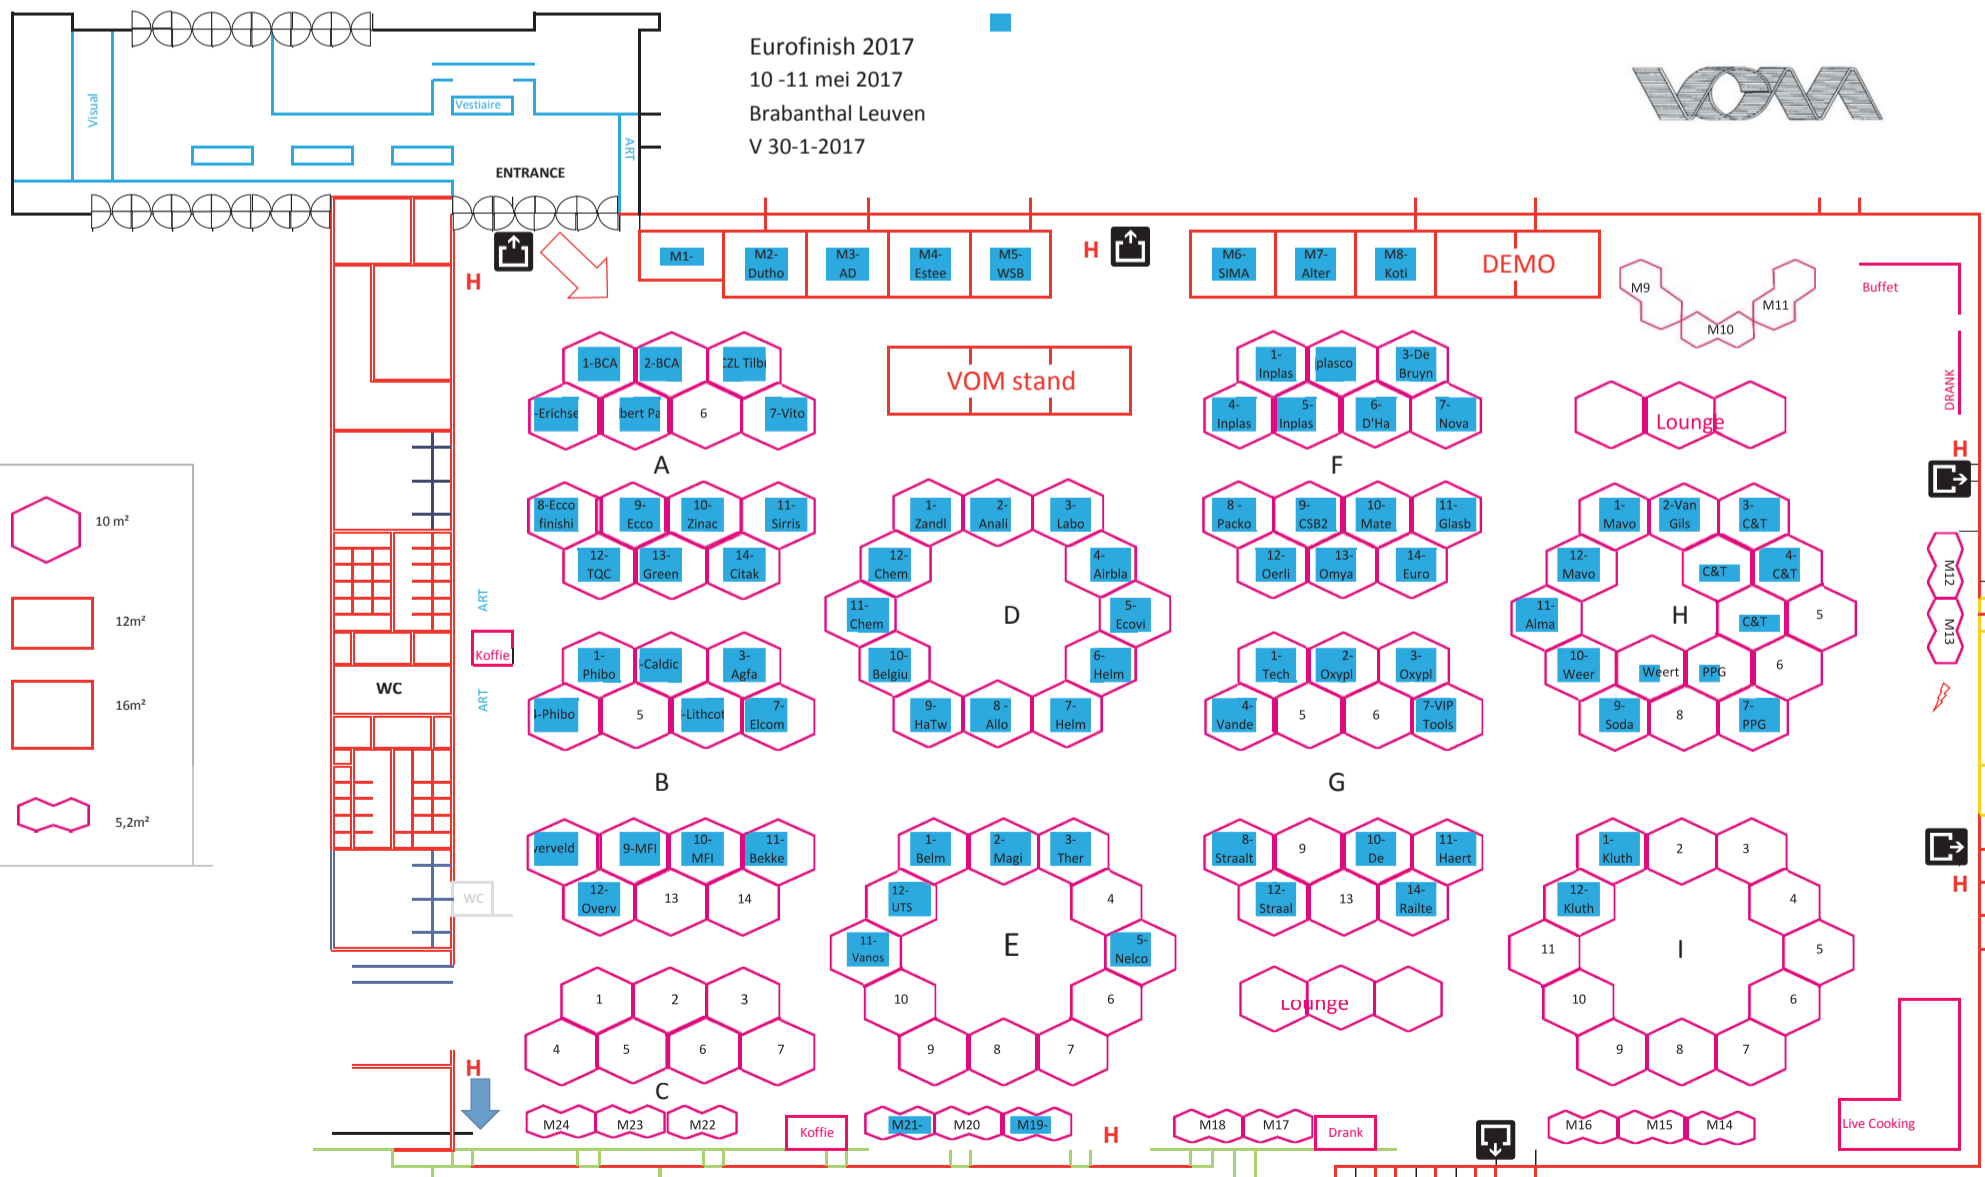 Eurofinish 2017
10 -11 mei 2017
Brabanthal Leuven
V 30-1-2017
VOM
Visual
Vestiaire
ART
ENTRANCE
H
M1-
M2-
Dutho
M3-
AD
M4-
Estee
M5-
WSB
H
M6-
SIMA
M7-
Alter
M8-
Koti
DEMO
M9
M10
M11
Buffet
DRANK
1-BCA
2-BCA
CZL Tilbu
-Erichse
bert Pa
6
7-Vito
A
VOM stand
1-
Inplas
plasco
3-De
Bruyn
4-
Inplas
5-
Inplas
6-
D'Ha
7-
Nova
F
Lounge
H
10 m²
12m²
16m²
5,2m²
8-Ecco
finishi
9-
Ecco
10-
Zinac
11-
Sirris
12-
TQC
13-
Green
14-
Citak
1-
Zandl
2-
Anali
3-
Labo
12-
Chem
4-
Airbla
11-
Chem
D
5-
Ecovi
10-
Belgiu
6-
Helm
9-
HaTw
8 -
Allo
7-
Helm
8 -
Packo
9-
CSB2
10-
Mate
11-
Glasb
12-
Oerli
13-
Omya
14-
Euro
1-
Mavo
2-Van
Gils
3-
C&T
12-
Mavo
C&T
4-
C&T
11-
Alma
H
C&T
5
10-
Weer
Weert
PPG
6
9-
Soda
8
7-
PPG
M12
M13
ART
Koffie
WC
ART
1-
Phibo
-Caldic
3-
Agfa
4-Phibo
5
-Lithcot
7-
Elcom
B
1-
Tech
2-
Oxypl
3-
Oxypl
4-
Vande
5
6
7-VIP
Tools
G
verveld
9-MFI
10-
MFI
11-
Bekke
12-
Overv
13
14
WC
1-
Belm
2-
Magi
3-
Ther
12-
UTS
4
11-
Vanos
E
5-
Nelco
10
6
9
8
7
8-
Straalt
9
10-
De
11-
Haert
12-
Straal
13
14-
Railte
Lounge
1-
Kluth
2
3
12-
Kluth
4
11
I
5
10
6
9
8
7
H
1
2
3
4
5
6
7
C
H
M24
M23
M22
Koffie
M21-
M20
M19-
H
M18
M17
Drank
M16
M15
M14
Live Cooking